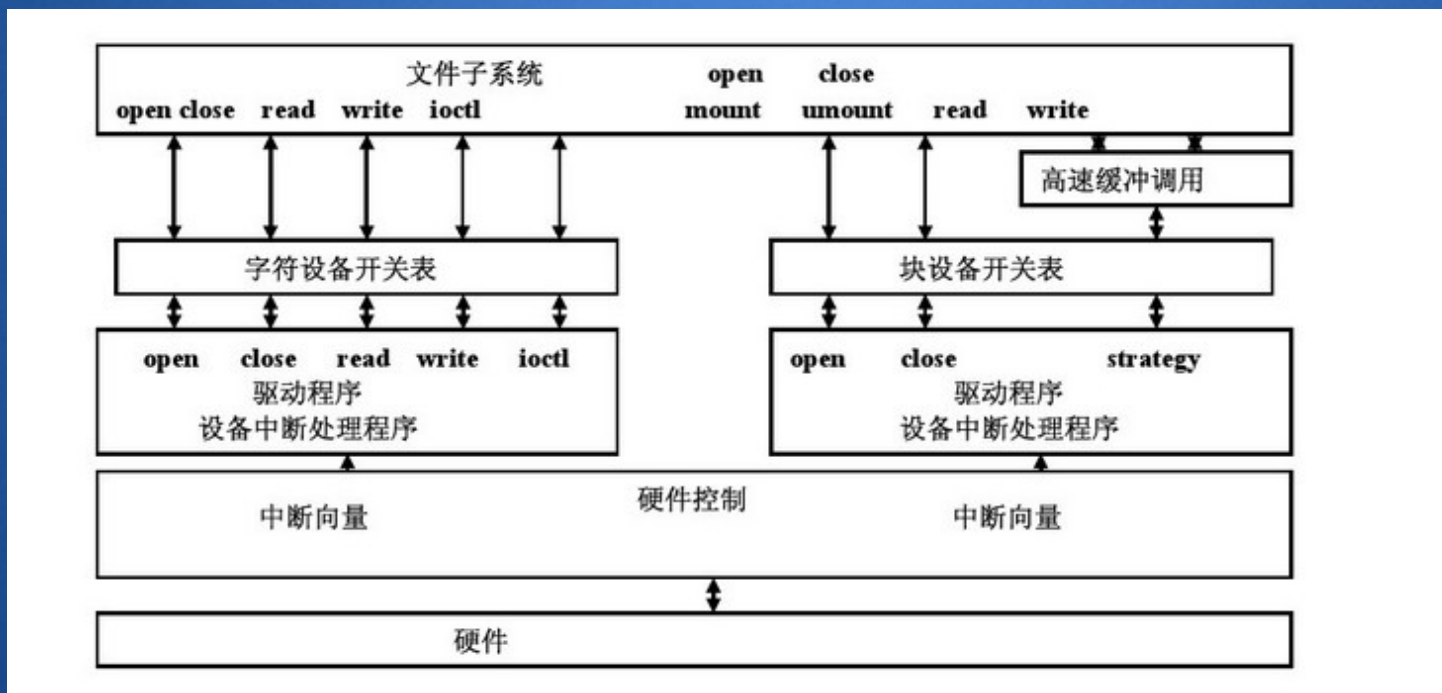 文件子系统 open close
open close read write ioctl mount umount read write
高速缓冲调用
字符设备开关表 块设备开关表
open close read write ioctl open close strategy
驱动程序 驱动程序
设备中断处理程序 设备中断处理程序
硬件控制
中断向量 中断向量
硬件